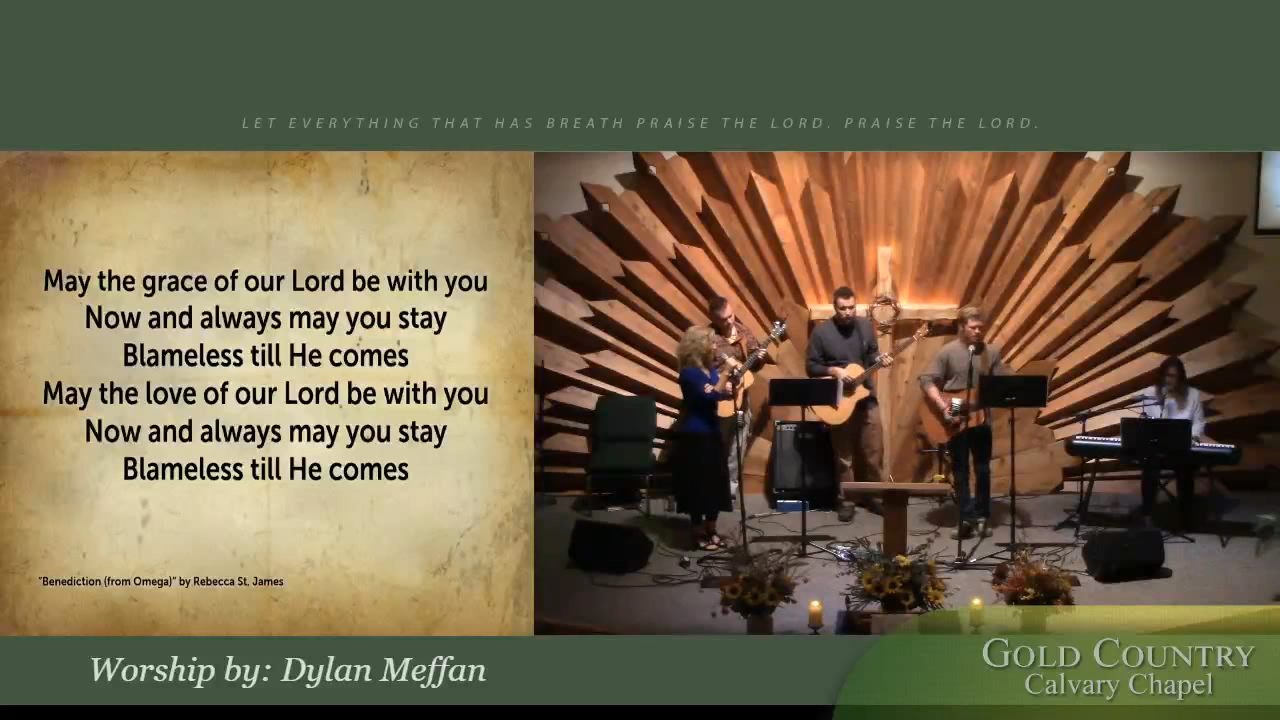 LET EVERYTHING THAT HAS BREATH PRAISE THE LORD. PRAISE THE LORD.
May the grace of our Lord be with you
Now and always may you stay
Blameless till He comes
May the love of our Lord be with you
Now and always may you stay
Blameless till He comes
"Benediction (from Omega)" by Rebecca St. James
Worship by: Dylan Meffan
GOLD COUNTRY
Calvary Chapel